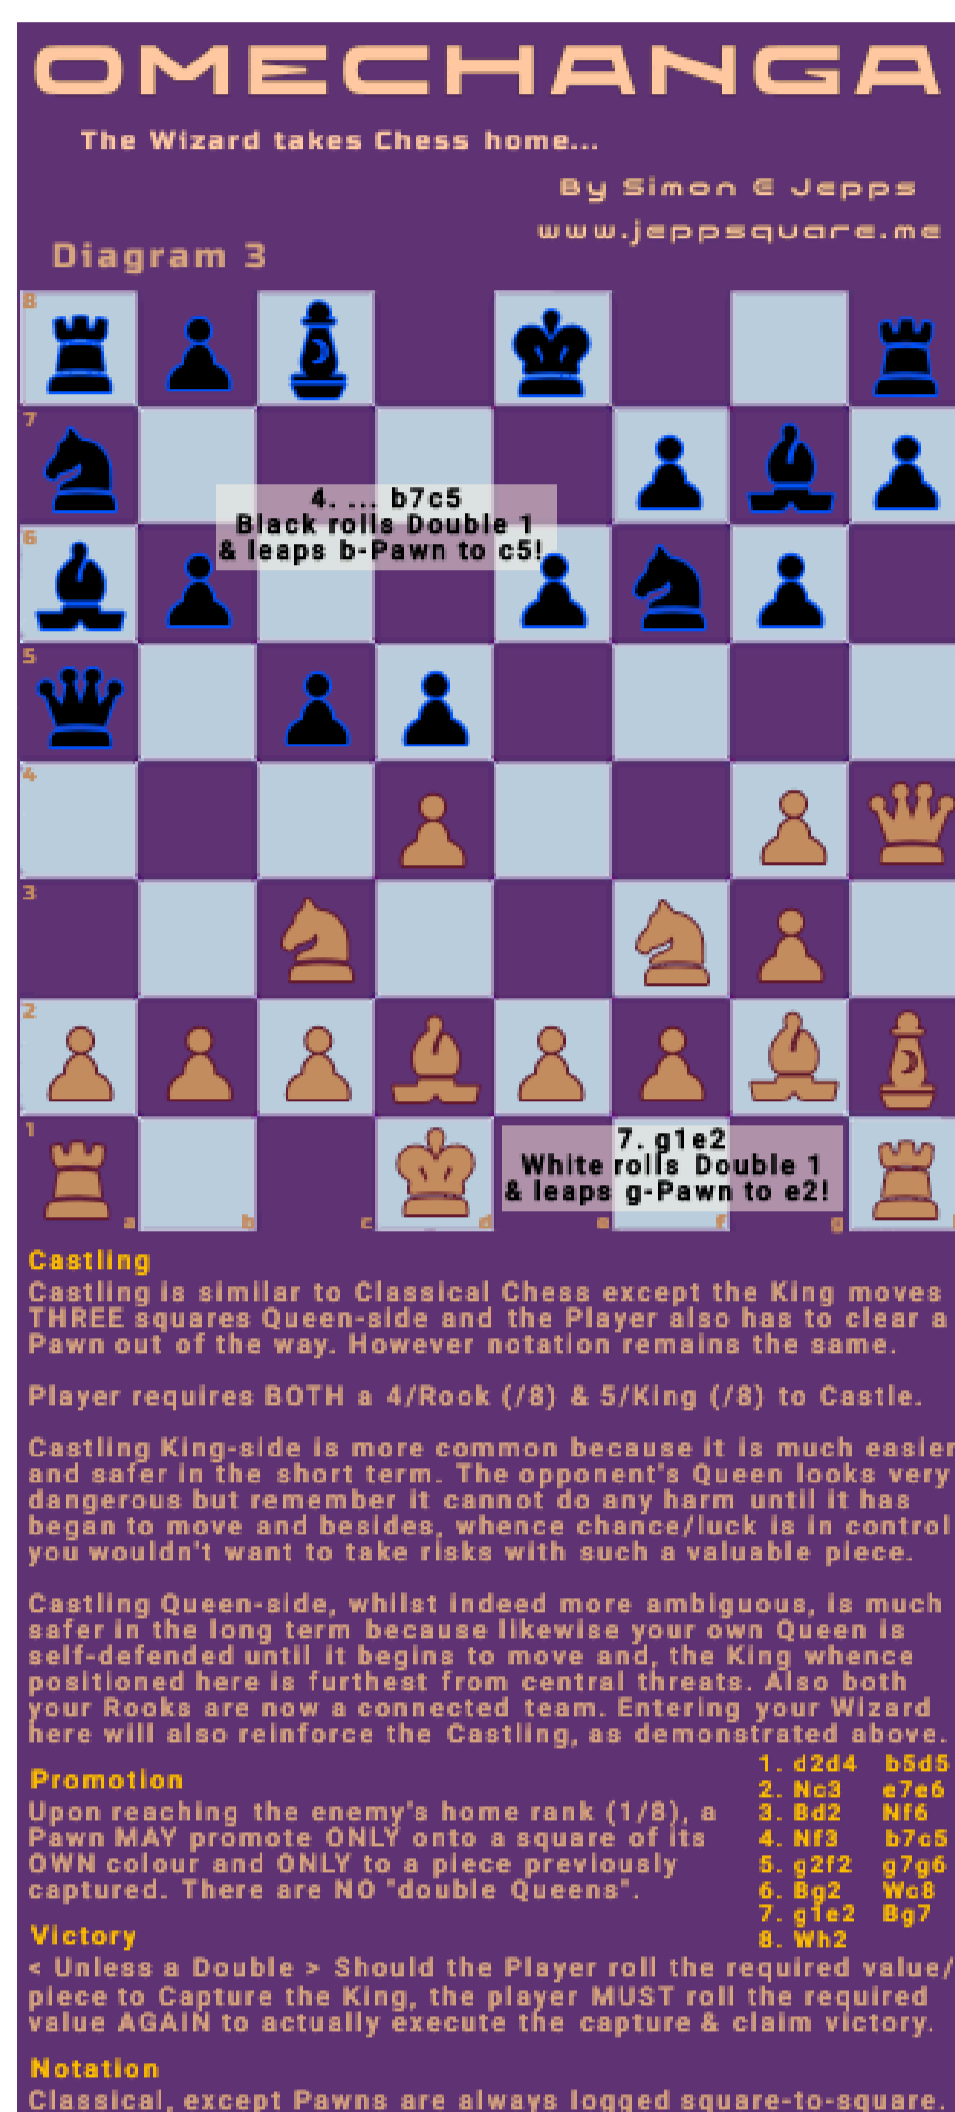 OMECHANGA
The Wizard takes Chess home...
By Simon E Jepps
www.jeppsquare.me
Diagram 3
8
7
4. ... b7c5
Black rolls Double 1
& leaps b-Pawn to c5!
6
5
4
3
2
1
7. g1e2
White rolls Double 1
& leaps g-Pawn to e2!
a b c d e f g
Castling
Castling is similar to Classical Chess except the King moves
THREE squares Queen-side and the Player also has to clear a
Pawn out of the way. However notation remains the same.
Player requires BOTH a 4/Rook (/8) & 5/King (/8) to Castle.
Castling King-side is more common because it is much easier
and safer in the short term. The opponent's Queen looks very
dangerous but remember it cannot do any harm until it has
began to move and besides, whence chance/luck is in control
you wouldn't want to take risks with such a valuable piece.
Castling Queen-side, whilst indeed more ambiguous, is much
safer in the long term because likewise your own Queen is
self-defended until it begins to move and, the King whence
positioned here is furthest from central threats. Also both
your Rooks are now a connected team. Entering your Wizard
here will also reinforce the Castling, as demonstrated above.
Promotion
Upon reaching the enemy's home rank (1/8), a
Pawn MAY promote ONLY onto a square of its
OWN colour and ONLY to a piece previously
captured. There are NO "double Queens".
1. d2d4 b5d5
2. Nc3 e7e6
3. Bd2 Nf6
4. Nf3 b7c5
5. g2f2 g7g6
6. Bg2 Wc8
7. g1e2 Bg7
8. Wh2
Victory
< Unless a Double > Should the Player roll the required value/
piece to Capture the King, the player MUST roll the required
value AGAIN to actually execute the capture & claim victory.
Notation
Classical, except Pawns are always logged square-to-square.